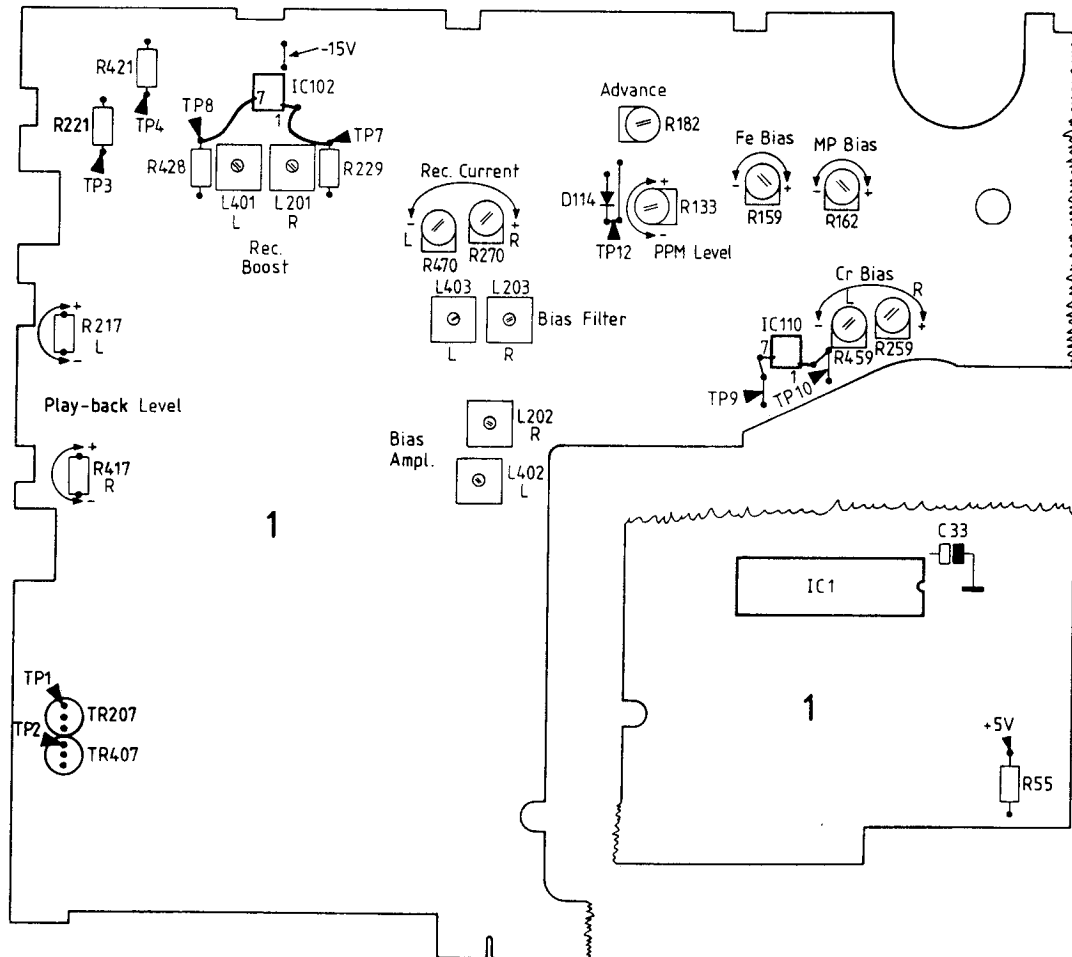 -15V
R421
IC102
7
1
TP8
TP4
TP7
R221
TP3
R428
R229
L401
L
L201
R
Rec.
Boost
Advance
R182
Fe Bias
- +
R159
MP Bias
- +
R162
Rec. Current
- +
L R
R470
R270
D114
TP12
+
R133
-
PPM Level
L403
L203
Bias Filter
L
R
Cr Bias
L
R
- +
R459
R259
IC110
7
1
TP9
TP10
+
R217
L
-
Play-back Level
+
R417
R
-
Bias
Ampl.
L202
R
L402
L
1
C33
IC1
1
+5V
R55
TP1
TR207
TP2
TR407